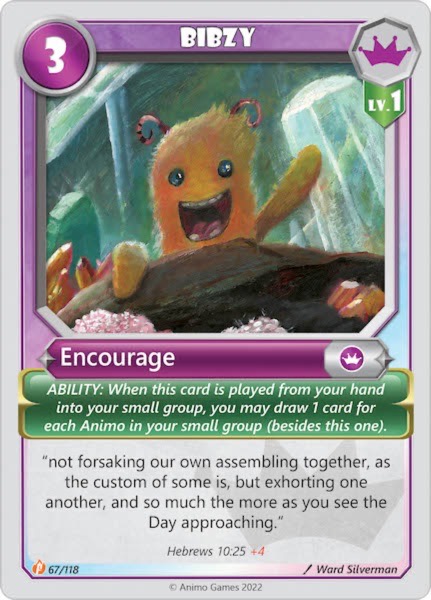 3
BIBZY
LV.1
Encourage
ABILITY: When this card is played from your hand
into your small group, you may draw 1 card for
each Animo in your small group (besides this one).
“not forsaking our own assembling together, as
the custom of some is, but exhorting one
another, and so much the more as you see the
Day approaching.”
Hebrews 10:25 +4
67/118
Ward Silverman
© Animo Games 2022